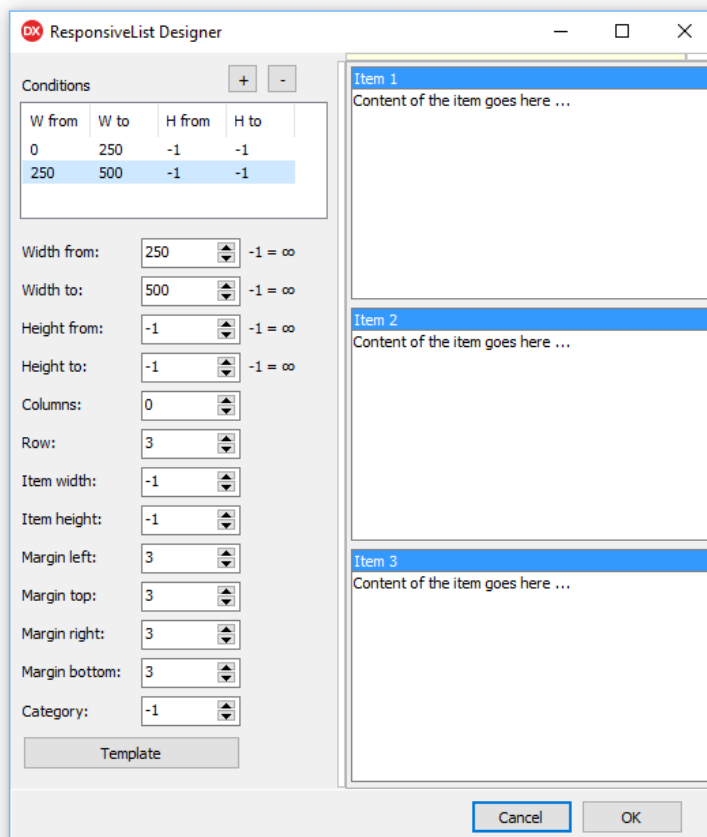 DX ResponsiveList Designer
Conditions + -
W from W to H from H to
0 250 -1 -1
250 500 -1 -1
Width from: 250 -1 = ∞
Width to: 500 -1 = ∞
Height from: -1 -1 = ∞
Height to: -1 -1 = ∞
Columns: 0
Row: 3
Item width: -1
Item height: -1
Margin left: 3
Margin top: 3
Margin right: 3
Margin bottom: 3
Category: -1
Template
Item 1
Content of the item goes here ...
Item 2
Content of the item goes here ...
Item 3
Content of the item goes here ...
Cancel OK